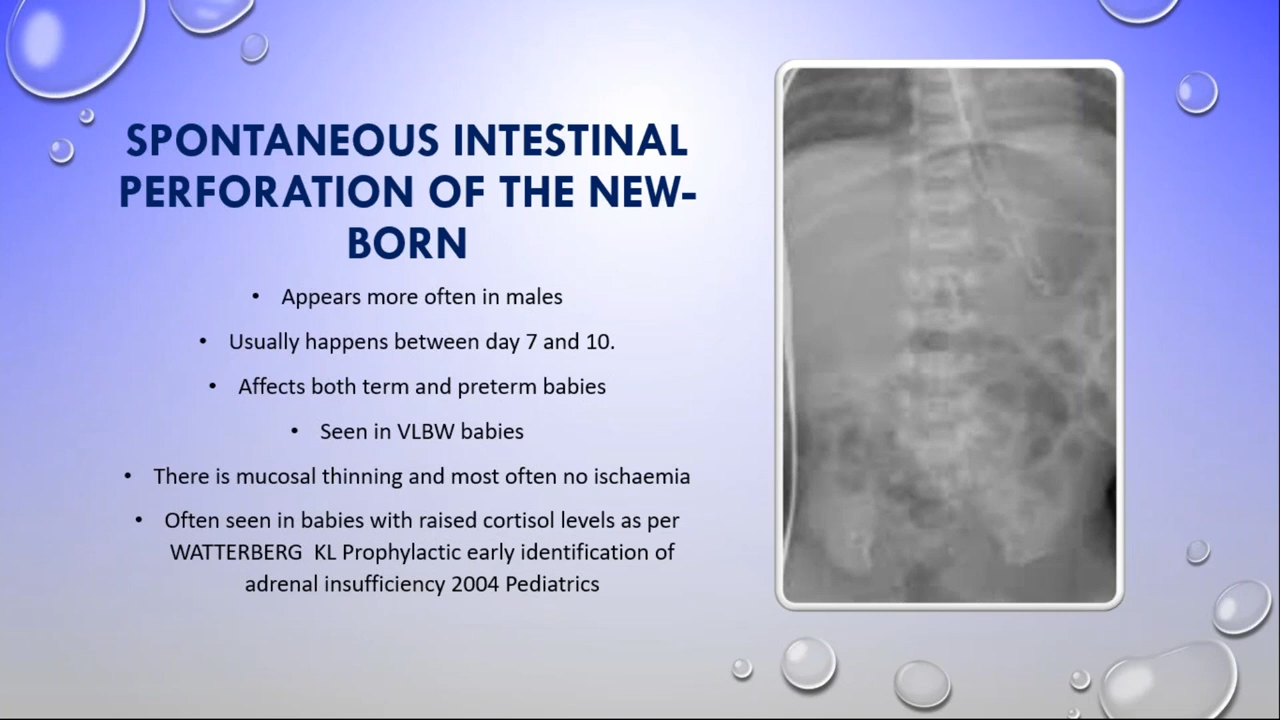 SPONTANEOUS INTESTINAL
PERFORATION OF THE NEW-
BORN
• Appears more often in males
• Usually happens between day 7 and 10.
• Affects both term and preterm babies
• Seen in VLBW babies
• There is mucosal thinning and most often no ischaemia
• Often seen in babies with raised cortisol levels as per
WATTERBERG KL Prophylactic early identification of
adrenal insufficiency 2004 Pediatrics